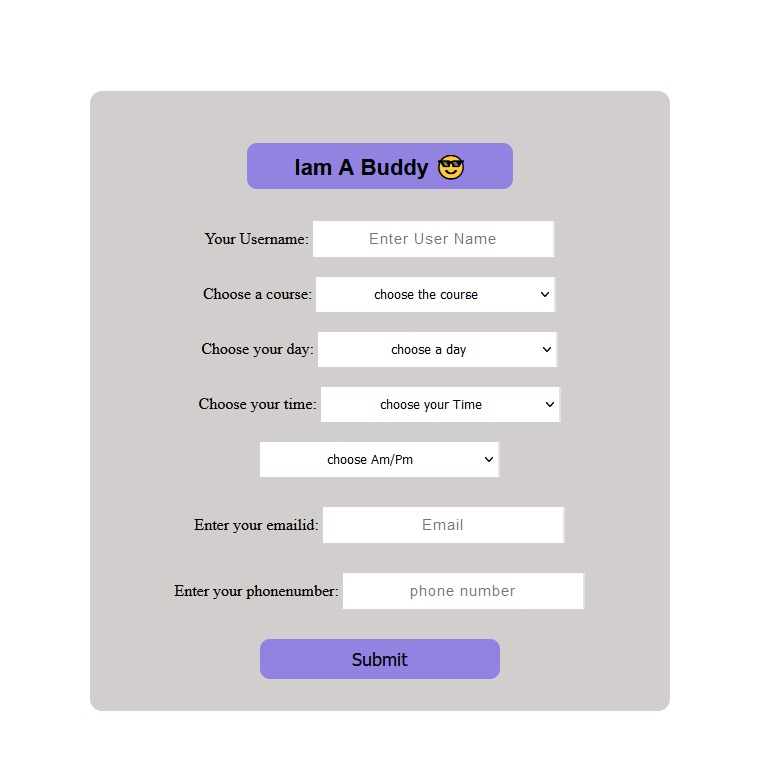 Iam A Buddy 😎
Your Username: Enter User Name
Choose a course: choose the course
Choose your day: choose a day
Choose your time: choose your Time
choose Am/Pm
Enter your emailid: Email
Enter your phonenumber: phone number
Submit